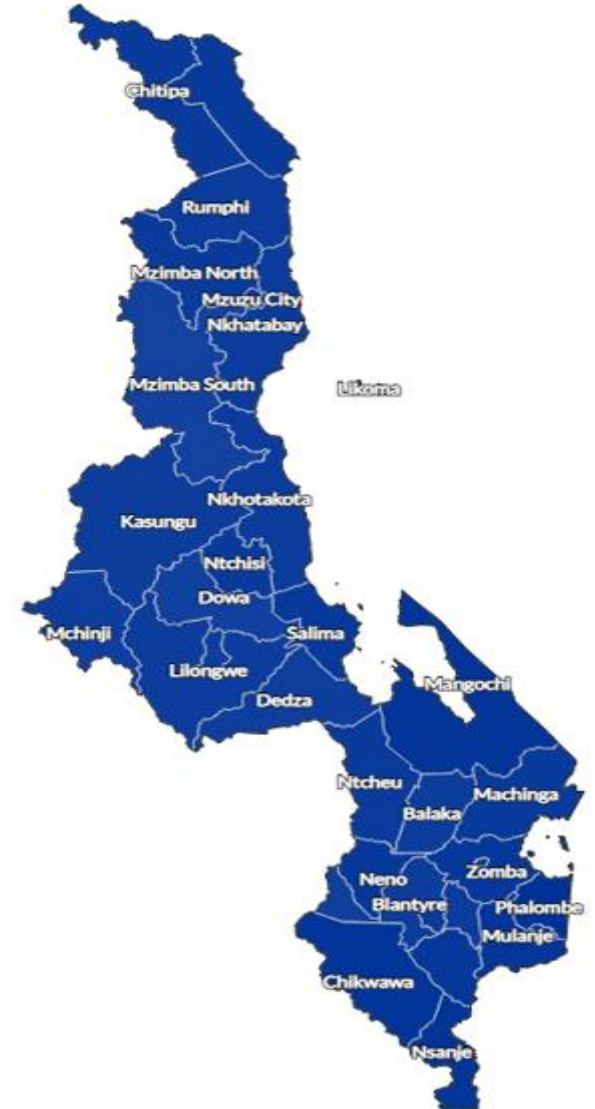 Chitipa
Rumphi
Mzimba North
Mzuzu City
Nkhatabay
Mzimba South
Likoma
Nkhotakota
Kasungu
Ntchisi
Dowa
Mchinji
Salima
Lilongwe
Mangochi
Dedza
Ntcheu
Machinga
Balaka
Zomba
Neno
Blantyre
Phalombe
Mulanje
Chikwawa
Nsanje